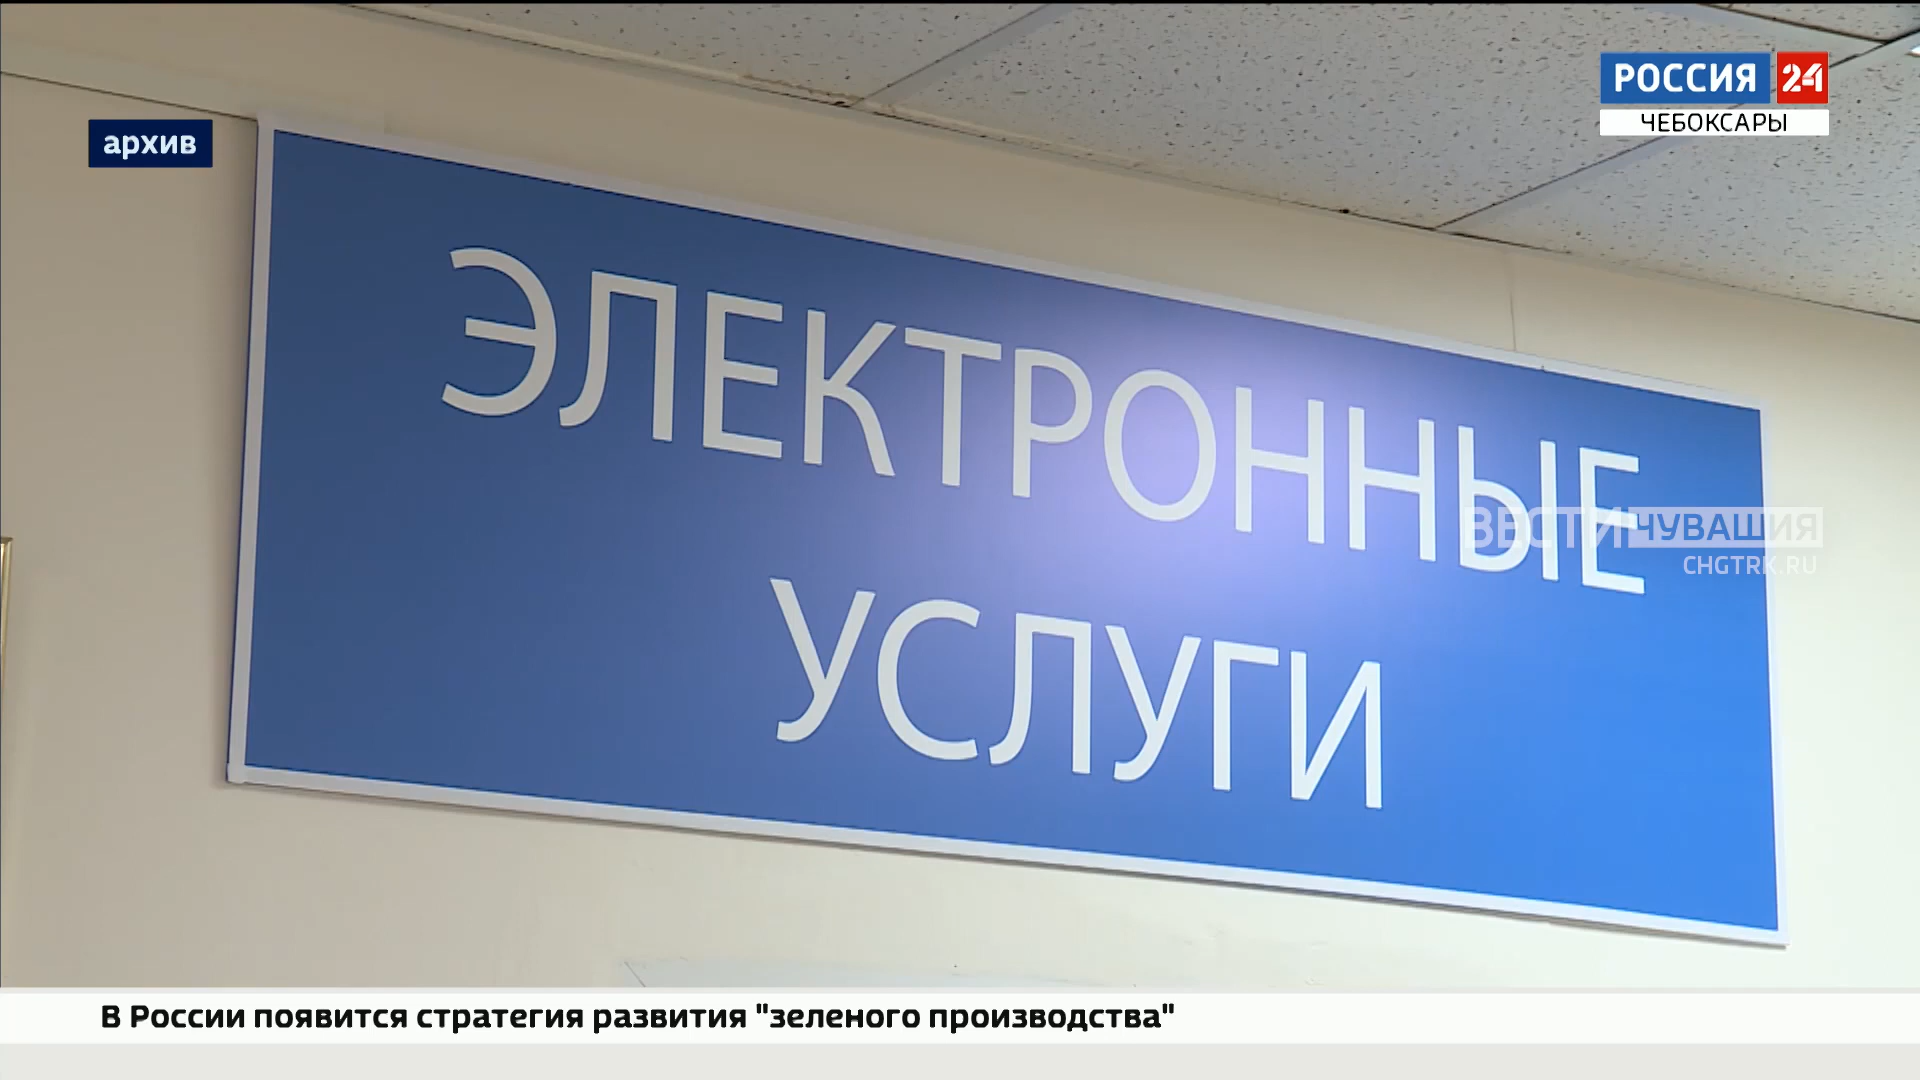 РОССИЯ 24
ЧЕБОКСАРЫ
архив
ЭЛЕКТРОННЫЕ
УСЛУГИ
ВЕСТИ ЧУВАШИЯ
CHGTRK.RU
В России появится стратегия развития "зеленого производства"